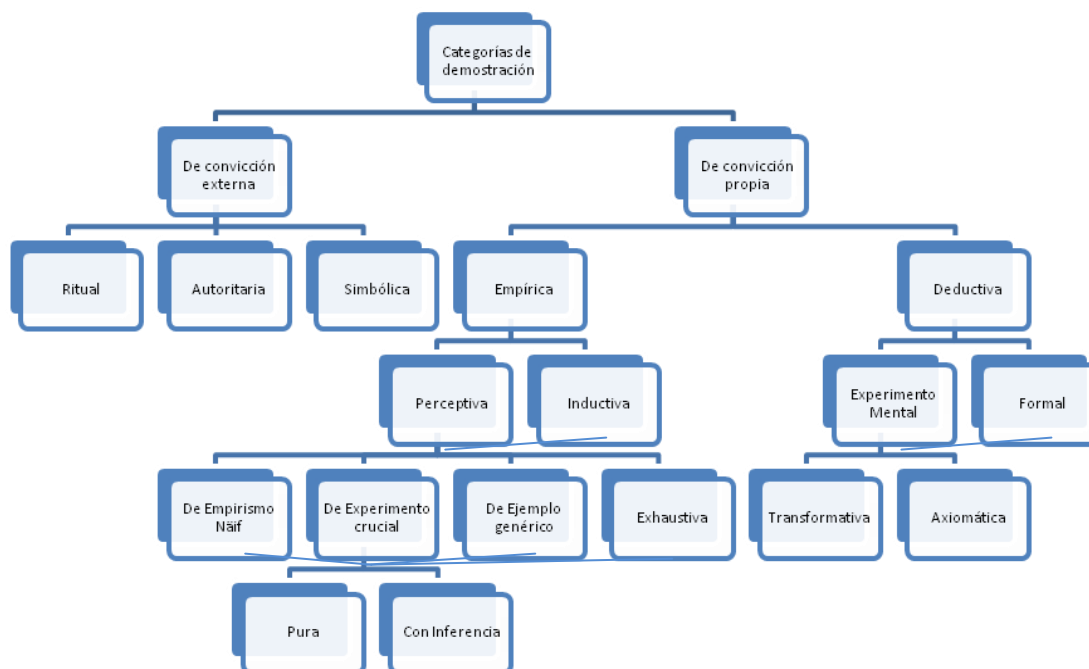 Categorías de
demostración
De convicción
externa
De convicción
propia
Ritual
Autoritaria
Simbólica
Empírica
Deductiva
Perceptiva
Inductiva
Experimento
Mental
Formal
De Empirismo
Näif
De Experimento
crucial
De Ejemplo
genérico
Exhaustiva
Transformativa
Axiomática
Pura
Con Inferencia